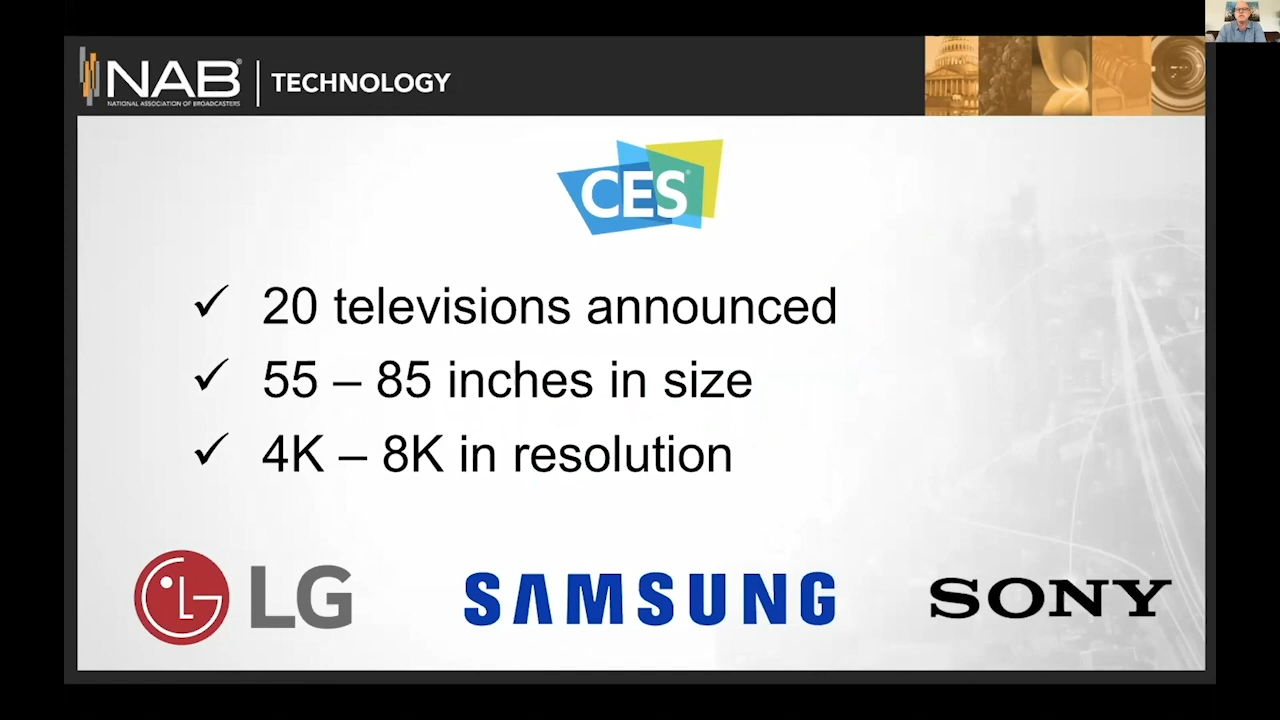 NAB®
NATIONAL ASSOCIATION OF BROADCASTERS
TECHNOLOGY
CES®
✓ 20 televisions announced
✓ 55 – 85 inches in size
✓ 4K – 8K in resolution
LG LG
SAMSUNG
SONY